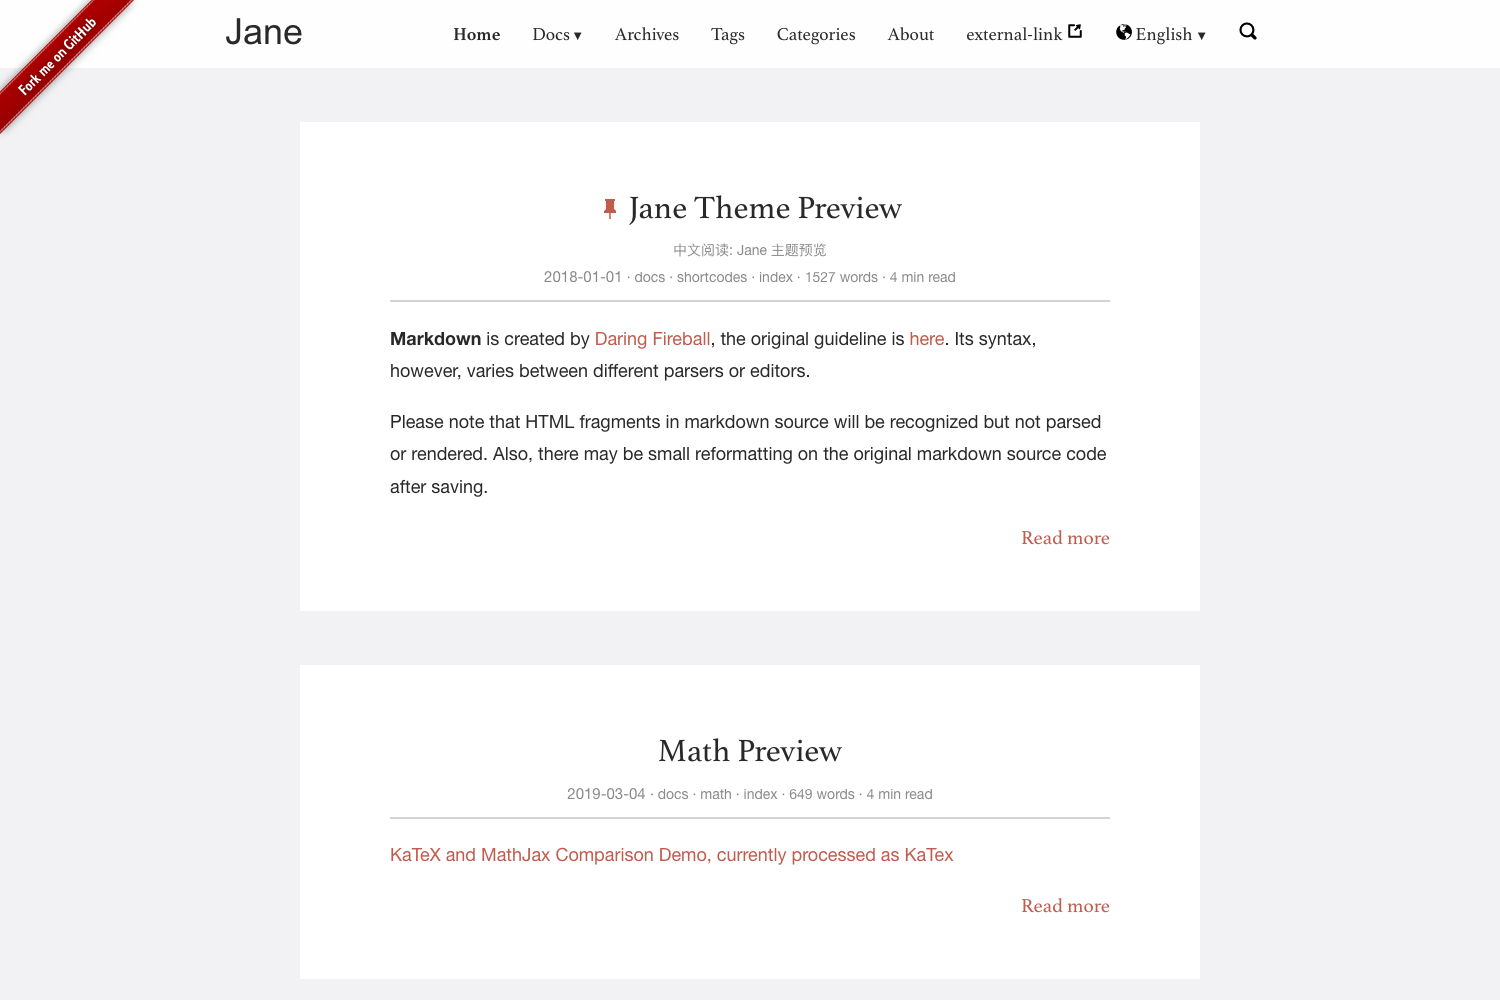 Fork me on GitHub
Jane
Home Docs ▾ Archives Tags Categories About external-link English ▾
Jane Theme Preview
中文阅读: Jane 主题预览
2018-01-01 · docs · shortcodes · index · 1527 words · 4 min read
Markdown is created by Daring Fireball, the original guideline is here. Its syntax,
however, varies between different parsers or editors.
Please note that HTML fragments in markdown source will be recognized but not parsed
or rendered. Also, there may be small reformatting on the original markdown source code
after saving.
Read more
Math Preview
2019-03-04 · docs · math · index · 649 words · 4 min read
KaTeX and MathJax Comparison Demo, currently processed as KaTex
Read more